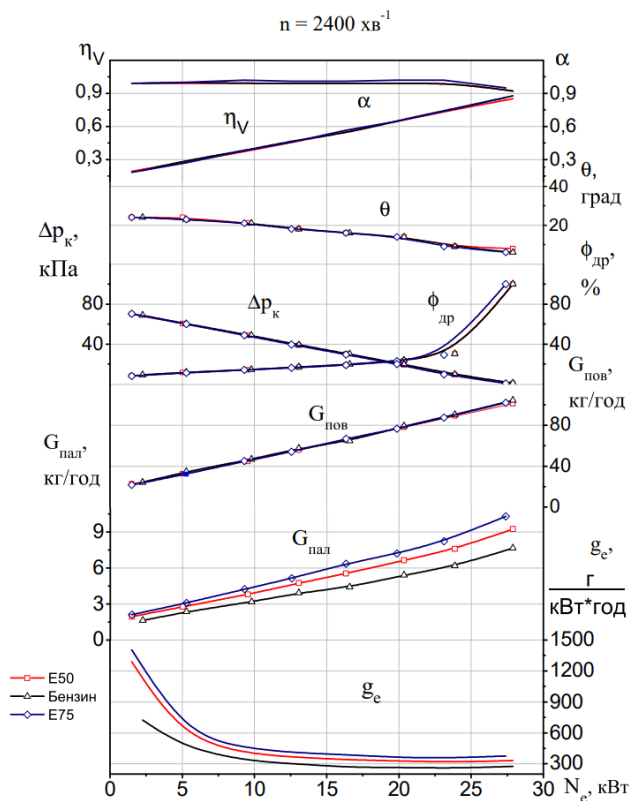 n = 2400 хв⁻¹
ηV α
0,9 0,9
α
0,6 ηV 0,6
0,3 0,3
θ,
40 град
θ 20
Δpк, ϕдр,
кПа %
Δpк ϕдр
80
40
Gпов,
кг/год
Gпов 80
Gпал,
кг/год 40
0
9 Gпал ge,
6 г
3 кВт*год
0 1500
1200
E50 900
Бензин ge 600
E75 300
0 5 10 15 20 25 30
Ne, кВт